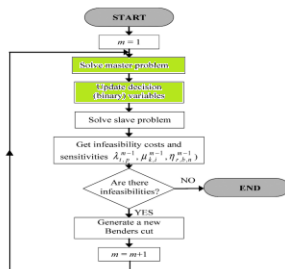 START
m = 1
Solve master problem
Update decision
(binary) variables
Solve slave problem
Get infeasibility costs and
sensitivities
Are there
infeasibilities?
NO
END
YES
Generate a new
Benders cut
m = m+1